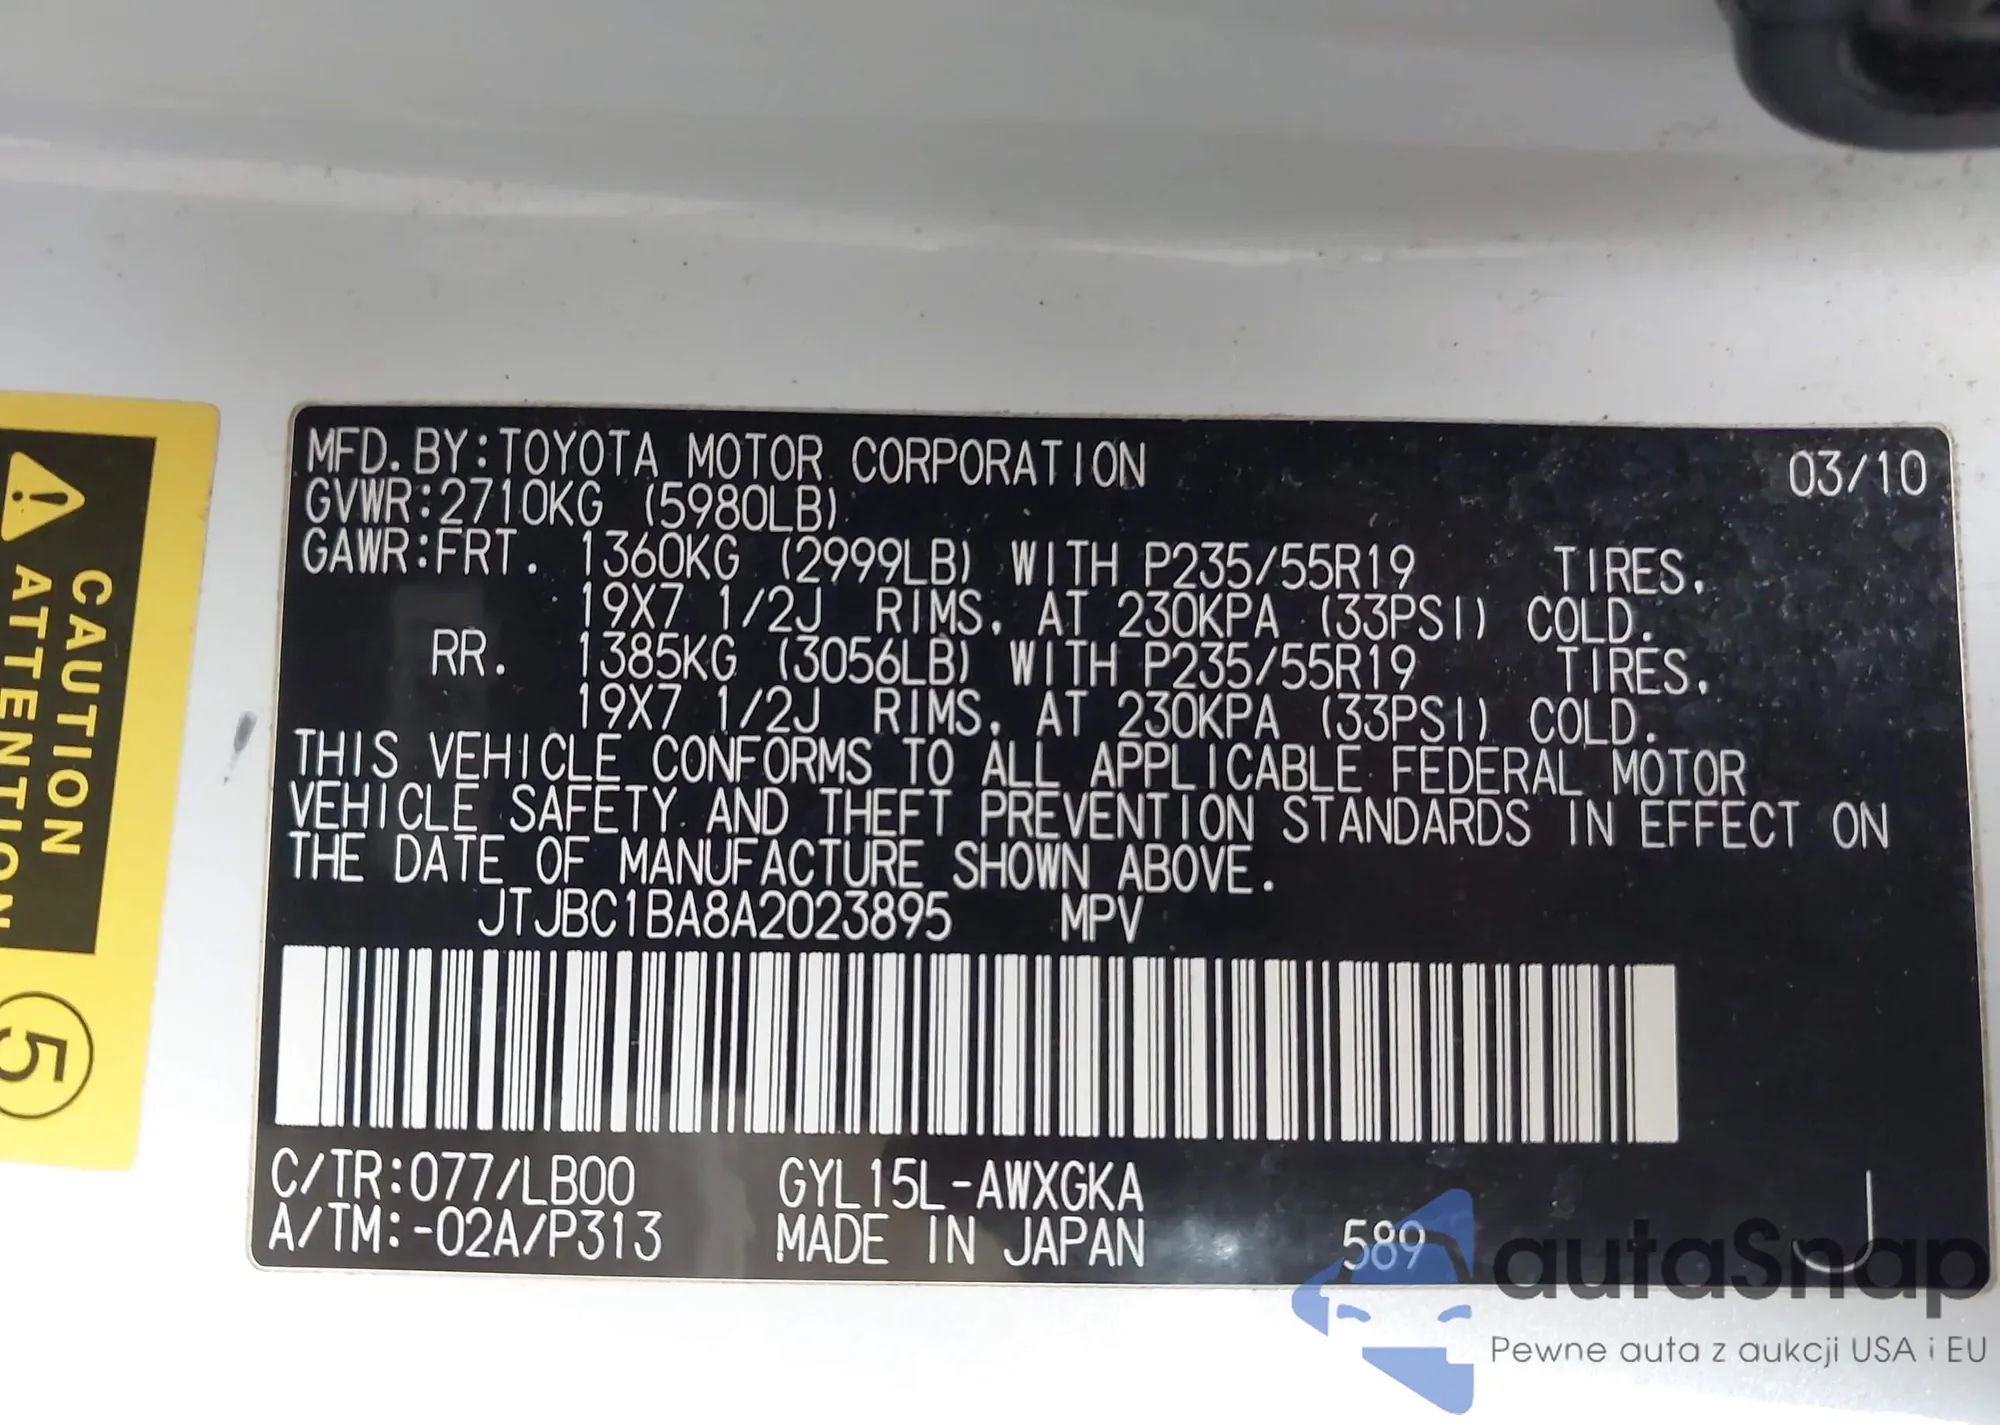 MFD. BY: TOYOTA MOTOR CORPORATION 03/10
GVWR: 2710KG (5980LB)
GAWR: FRT. 1360KG (2999LB) WITH P235/55R19 TIRES,
19X7 1/2J RIMS, AT 230KPA (33PSI) COLD.
RR. 1385KG (3056LB) WITH P235/55R19 TIRES,
19X7 1/2J RIMS, AT 230KPA (33PSI) COLD.
THIS VEHICLE CONFORMS TO ALL APPLICABLE FEDERAL MOTOR
VEHICLE SAFETY AND THEFT PREVENTION STANDARDS IN EFFECT ON
THE DATE OF MANUFACTURE SHOWN ABOVE.
JTJBC1BA8A2023895 MPV
C/TR: 077/LB00 GYL15L-AWXGKA
A/TM: -02A/P313 MADE IN JAPAN 589 J
CAUTION
ATTENTION
5
autaSnap
Pewne auta z aukcji USA i EU